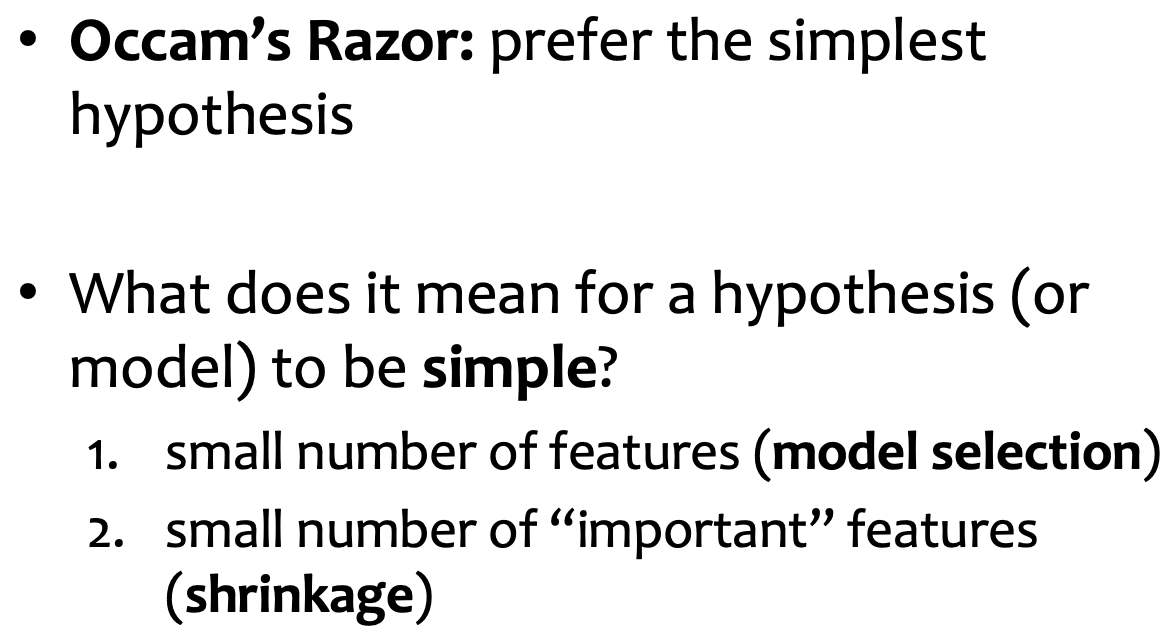 • Occam’s Razor: prefer the simplest
hypothesis
• What does it mean for a hypothesis (or
model) to be simple?
1. small number of features (model selection)
2. small number of “important” features
(shrinkage)